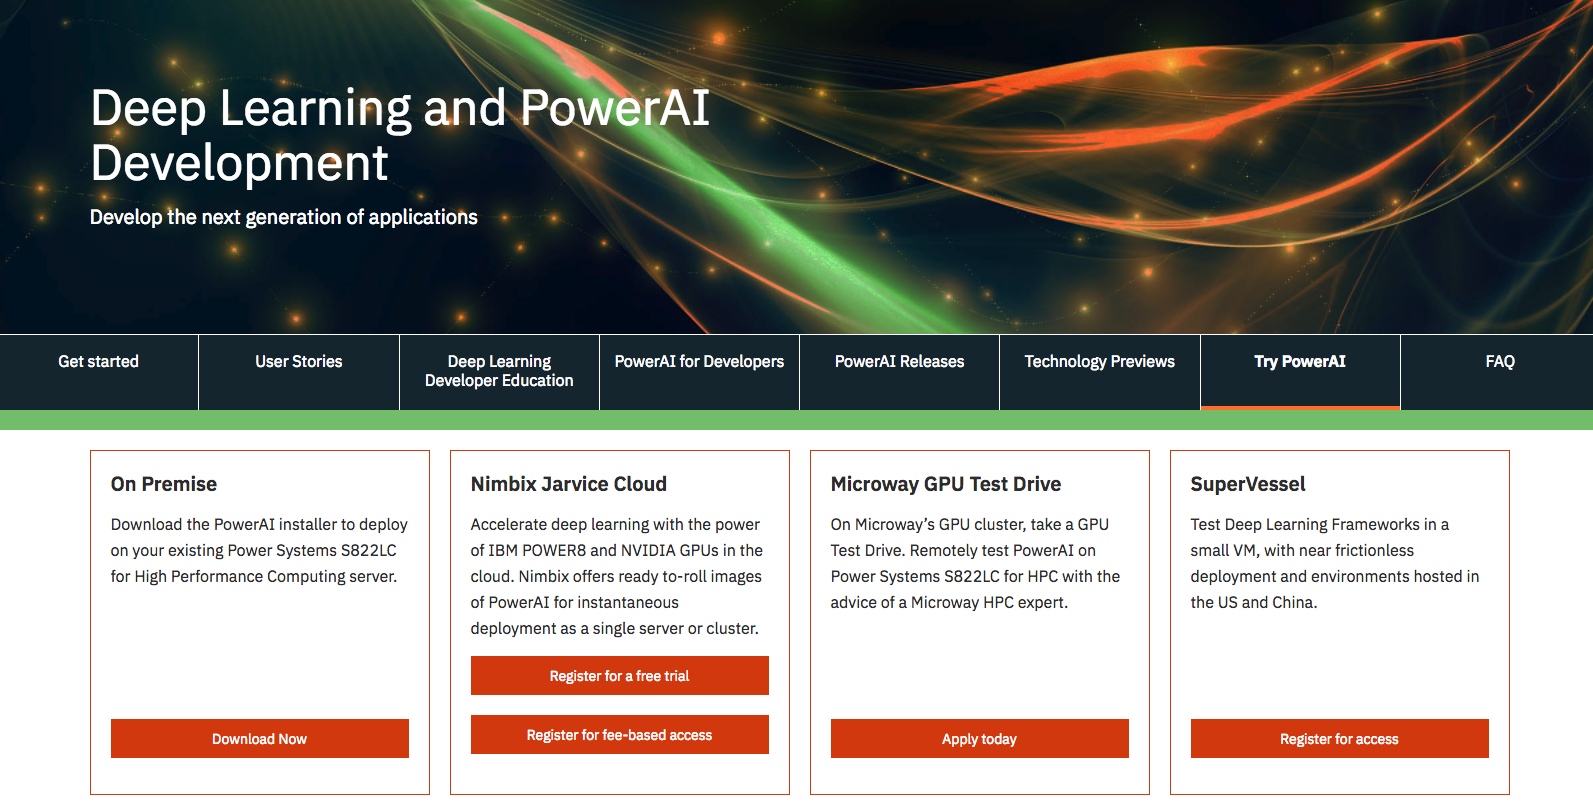 Deep Learning and PowerAI
Development
Develop the next generation of applications
Get started
User Stories
Deep Learning
Developer Education
PowerAI for Developers
PowerAI Releases
Technology Previews
Try PowerAI
FAQ
On Premise
Download the PowerAI installer to deploy
on your existing Power Systems S822LC
for High Performance Computing server.
Download Now
Nimbix Jarvice Cloud
Accelerate deep learning with the power
of IBM POWER8 and NVIDIA GPUs in the
cloud. Nimbix offers ready to-roll images
of PowerAI for instantaneous
deployment as a single server or cluster.
Register for a free trial
Register for fee-based access
Microway GPU Test Drive
On Microway’s GPU cluster, take a GPU
Test Drive. Remotely test PowerAI on
Power Systems S822LC for HPC with the
advice of a Microway HPC expert.
Apply today
SuperVessel
Test Deep Learning Frameworks in a
small VM, with near frictionless
deployment and environments hosted in
the US and China.
Register for access